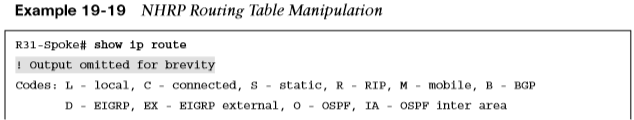 Example 19-19 NHRP Routing Table Manipulation
R31-Spoke# show ip route
! Output omitted for brevity
Codes: L - local, C - connected, S - static, R - RIP, M - mobile, B - BGP
D - EIGRP, EX - EIGRP external, O - OSPF, IA - OSPF inter area